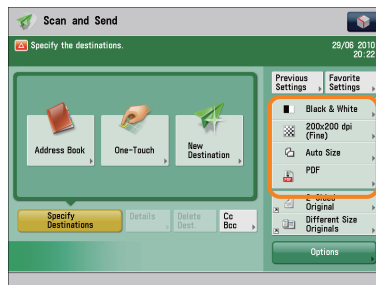 Scan and Send
Specify the destinations.
29/06 2010
20:22
Previous
Settings
Favorite
Settings
Black & White
200x200 dpi
(Fine)
Auto Size
PDF
2-Sided
Original
Different Size
Originals
Options
Address Book
One-Touch
New
Destination
Specify
Destinations
Details
Delete
Dest.
Cc
Bcc